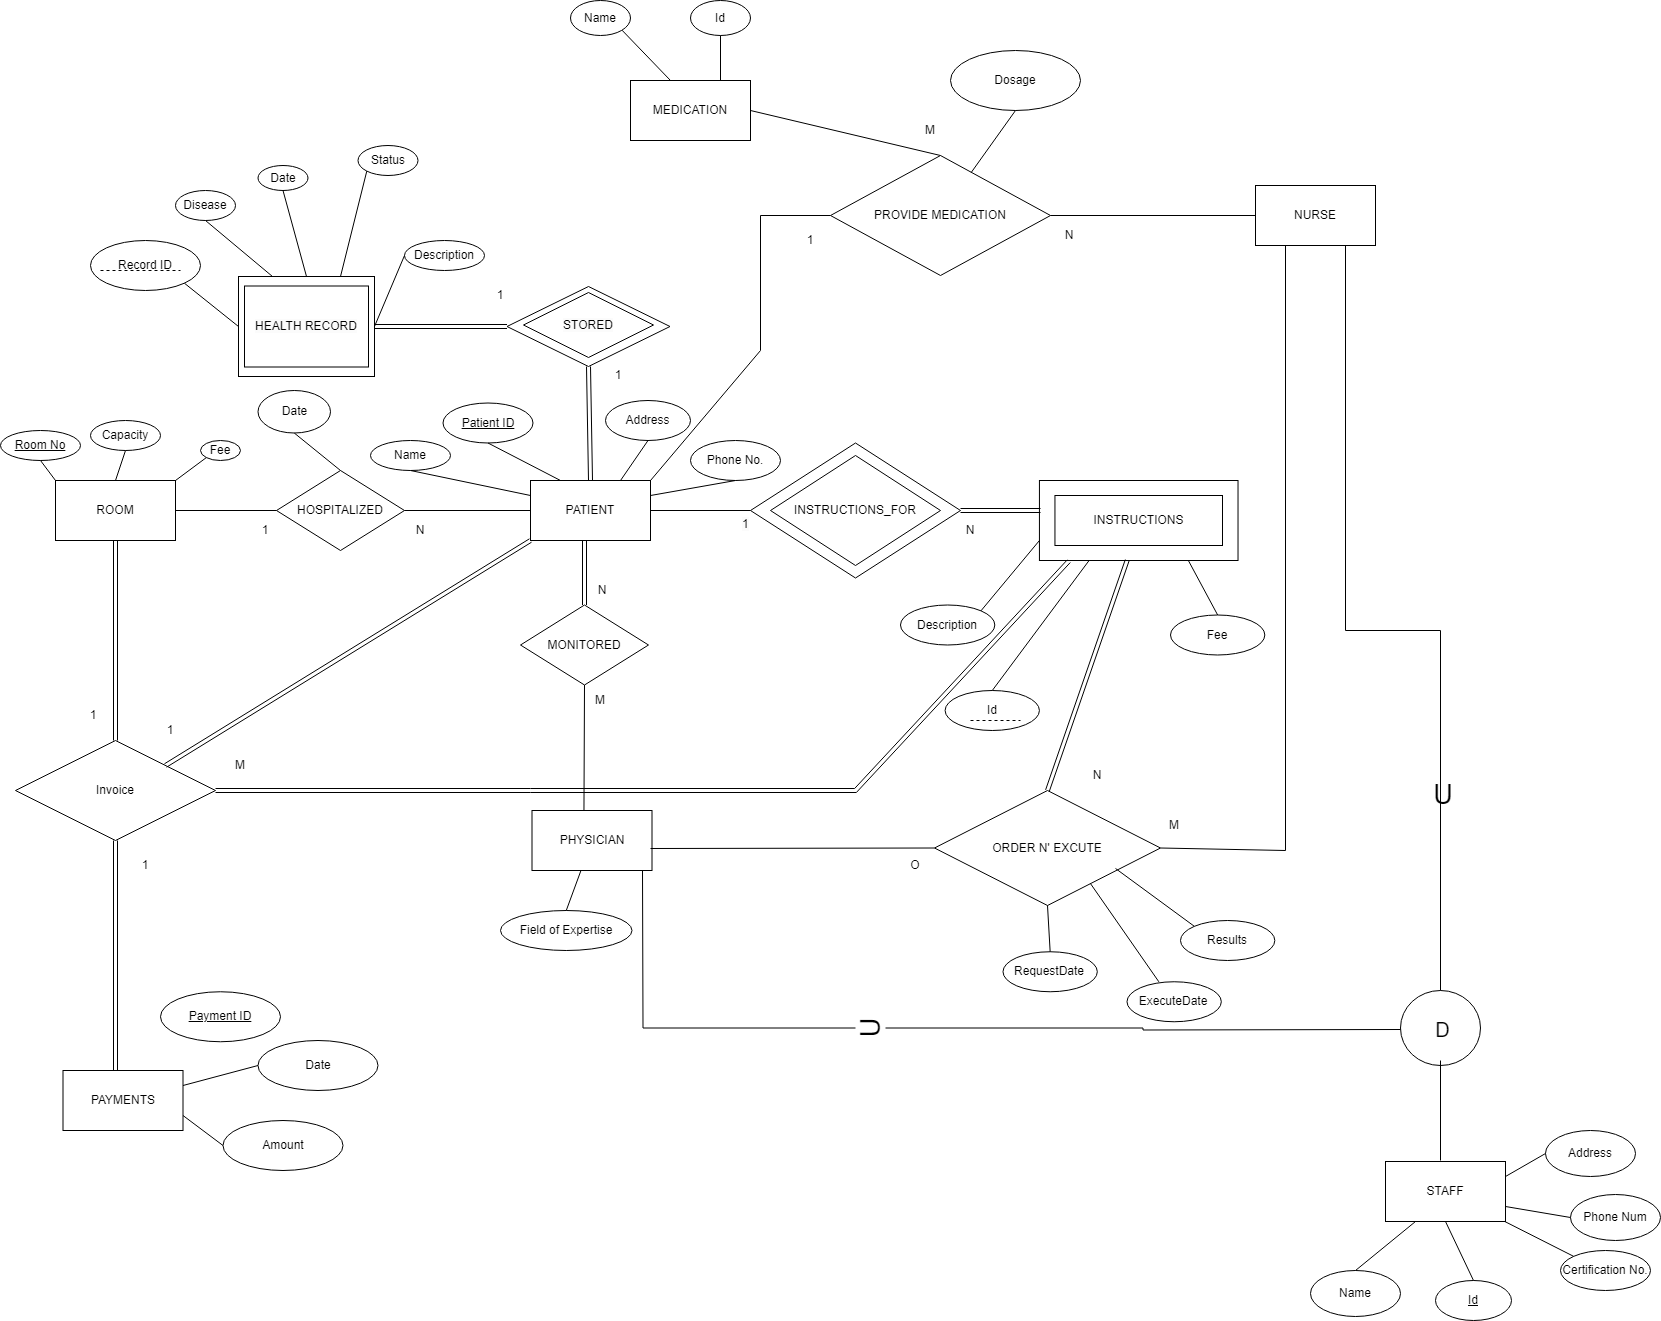 Name
Id
MEDICATION
Dosage
M
PROVIDE MEDICATION
1
N
NURSE
Status
Date
Disease
Record ID
Description
HEALTH RECORD
1
STORED
1
Date
Patient ID
Address
Name
Phone No.
Room No
Capacity
Fee
ROOM
HOSPITALIZED
1
N
PATIENT
1
INSTRUCTIONS_FOR
N
INSTRUCTIONS
N
MONITORED
M
Description
Fee
Id
1
1
M
Invoice
1
N
M
PHYSICIAN
O
ORDER N' EXCUTE
Field of Expertise
Results
RequestDate
ExecuteDate
U
U
D
Payment ID
Date
PAYMENTS
Amount
Address
STAFF
Phone Num
Certification No.
Name
Id